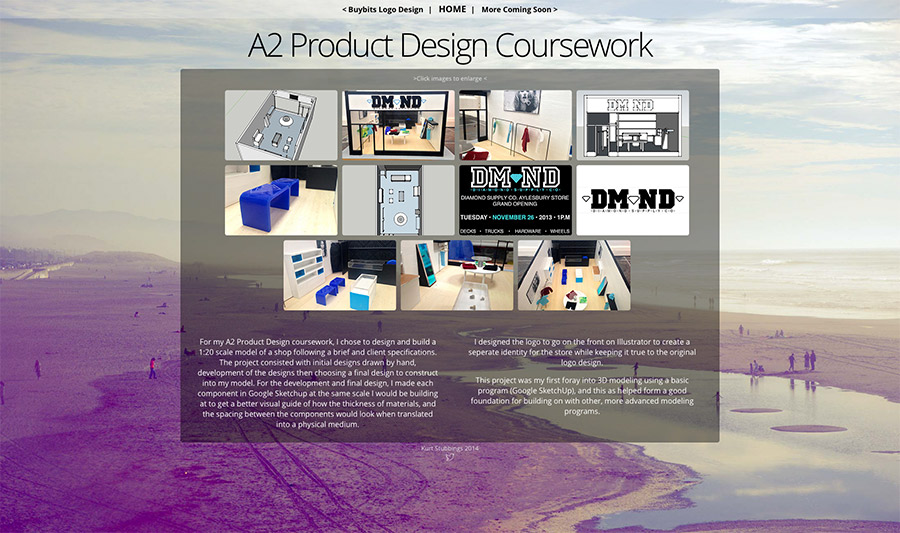 < Buybits Logo Design | HOME | More Coming Soon >
A2 Product Design Coursework
>Click images to enlarge <
DM ND
DM ND
DM ND
DIAMOND SUPPLY CO. AYLESBURY STORE
GRAND OPENING
TUESDAY • NOVEMBER 26 • 2013 • 1PM
DECKS • TRUCKS • HARDWARE • WHEELS
DM ND
DIAMOND SUPPLY CO
For my A2 Product Design coursework, I chose to design and build a
1:20 scale model of a shop following a brief and client specifications.
The project consisted with initial designs drawn by hand,
development of the designs then choosing a final design to construct
into my model. For the development and final design, I made each
component in Google Sketchup at the same scale I would be building
at to get a better visual guide of how the thickness of materials, and
the spacing between the components would look when translated
into a physical medium.
I designed the logo to go on the front on Illustrator to create a
seperate identity for the store while keeping it true to the original
logo design.
This project was my first foray into 3D modeling using a basic
program (Google SketchUp), and this as helped form a good
foundation for building on with other, more advanced modeling
programs.
Kurt Stubbings 2014